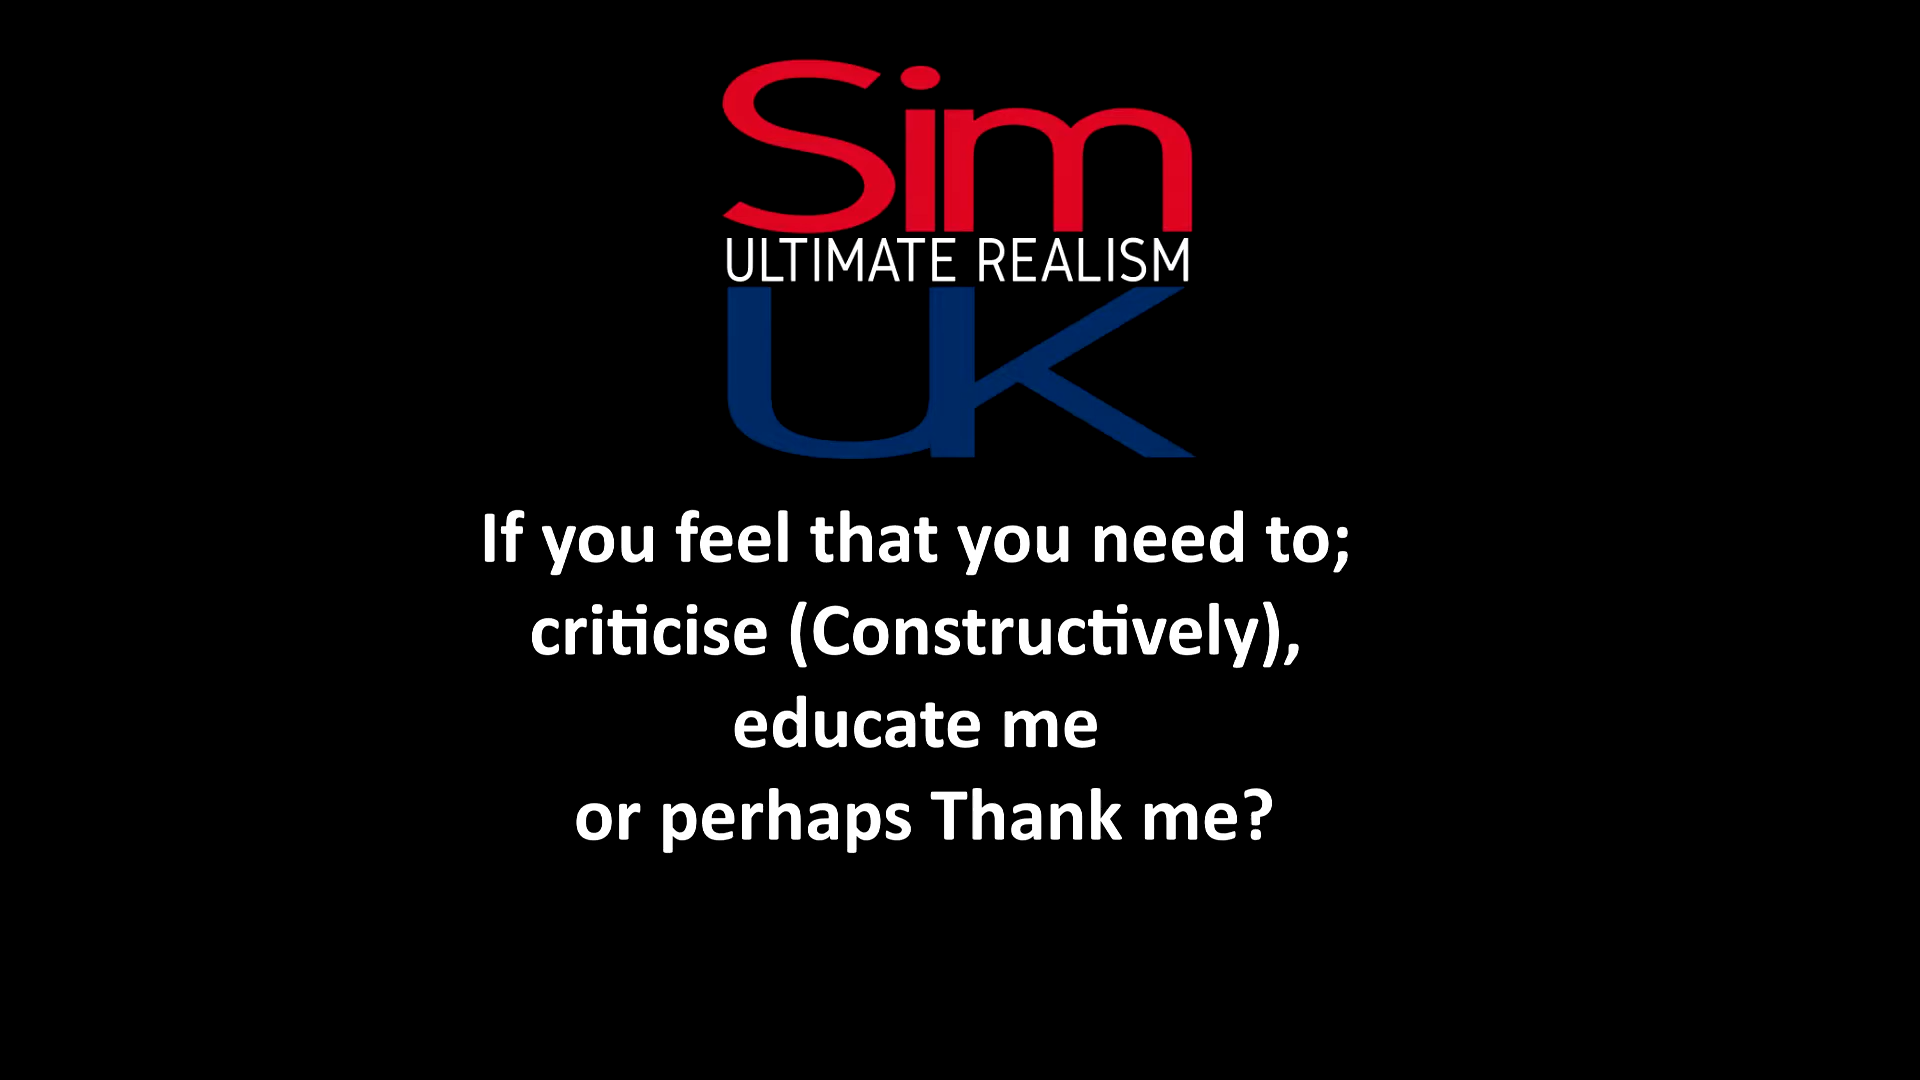 Sim
ULTIMATE REALISM
UK
If you feel that you need to;
criticise (Constructively),
educate me
or perhaps Thank me?